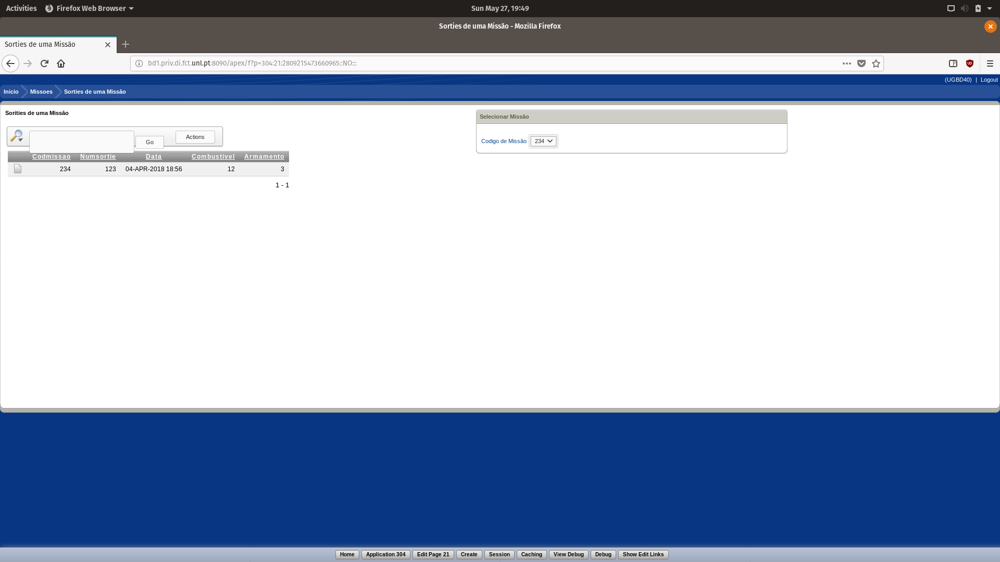 Activities Firefox Web Browser Sun May 27, 19:49
Sorties de uma Missão - Mozilla Firefox
Sorties de uma Missão
bd1.priv.di.fct.unl.pt:8090/apex/f?p=304:21:2809215473660965::NO:::
(UGBD40) | Logout
Inicio Missoes Sorties de uma Missão
Sorities de uma Missão
Selecionar Missão
Go Actions
Codigo de Missão 234
Codmissao Numsortie Data Combustivel Armamento
234 123 04-APR-2018 18:56 12 3
1 - 1
Home Application 304 Edit Page 21 Create Session Caching View Debug Debug Show Edit Links